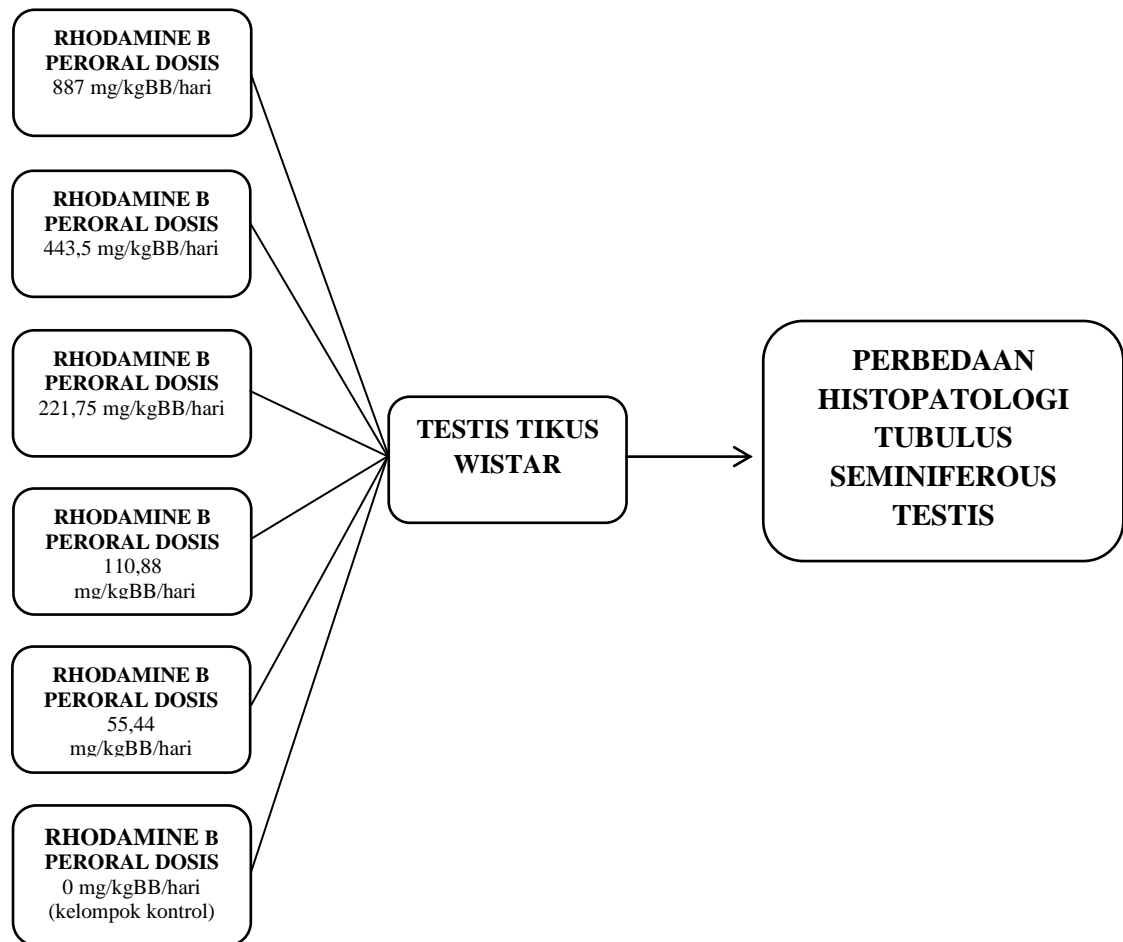 RHODAMINE B
PERORAL DOSIS
887 mg/kgBB/hari
RHODAMINE B
PERORAL DOSIS
443,5 mg/kgBB/hari
RHODAMINE B
PERORAL DOSIS
221,75 mg/kgBB/hari
RHODAMINE B
PERORAL DOSIS
110,88
mg/kgBB/hari
RHODAMINE B
PERORAL DOSIS
55,44
mg/kgBB/hari
RHODAMINE B
PERORAL DOSIS
0 mg/kgBB/hari
(kelompok kontrol)
TESTIS TIKUS
WISTAR
PERBEDAAN
HISTOPATOLOGI
TUBULUS
SEMINIFEROUS
TESTIS